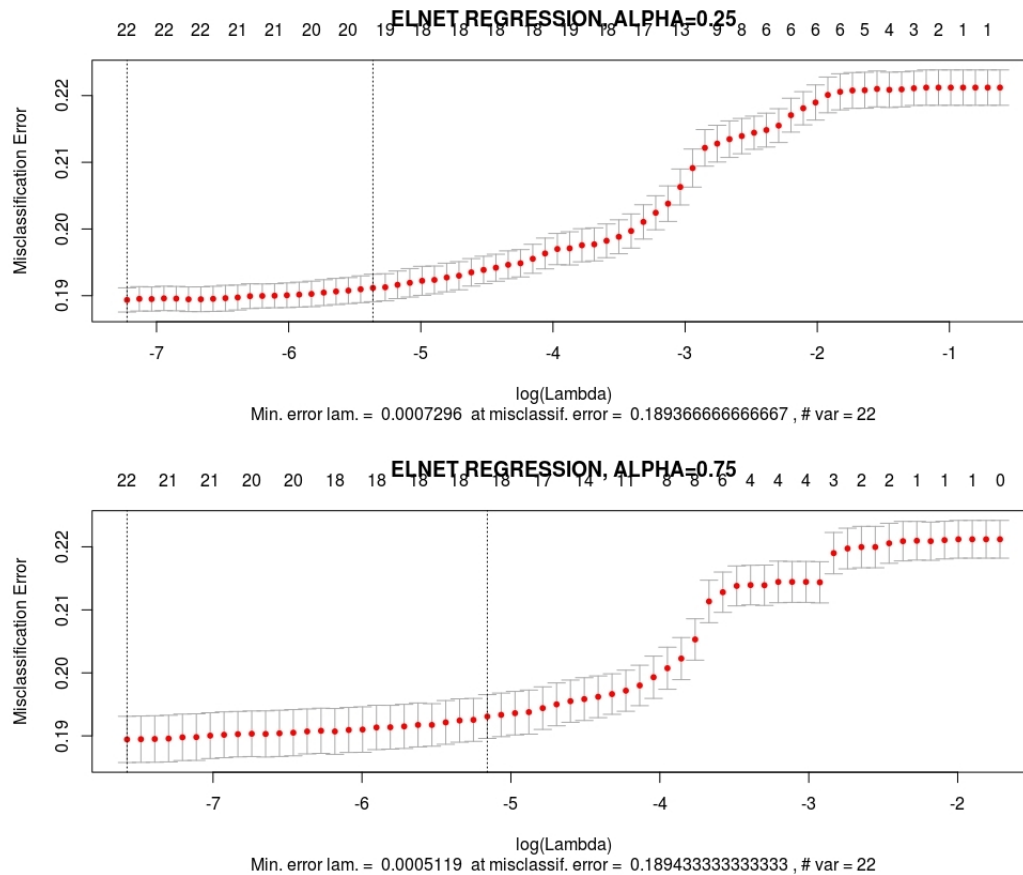 ELNET REGRESSION, ALPHA=0.25
22 22 22 21 21 20 20 19 18 18 18 18 19 18 17 13 9 8 6 6 6 6 5 4 3 2 1 1
Misclassification Error
0.22
0.21
0.20
0.19
-7 -6 -5 -4 -3 -2 -1
log(Lambda)
Min. error lam. = 0.0007296 at misclassif. error = 0.189366666666667 , # var = 22
ELNET REGRESSION, ALPHA=0.75
22 21 21 20 20 18 18 18 18 18 17 14 11 8 8 6 4 4 4 3 2 2 1 1 1 0
Misclassification Error
0.22
0.21
0.20
0.19
-7 -6 -5 -4 -3 -2
log(Lambda)
Min. error lam. = 0.0005119 at misclassif. error = 0.189433333333333 , # var = 22